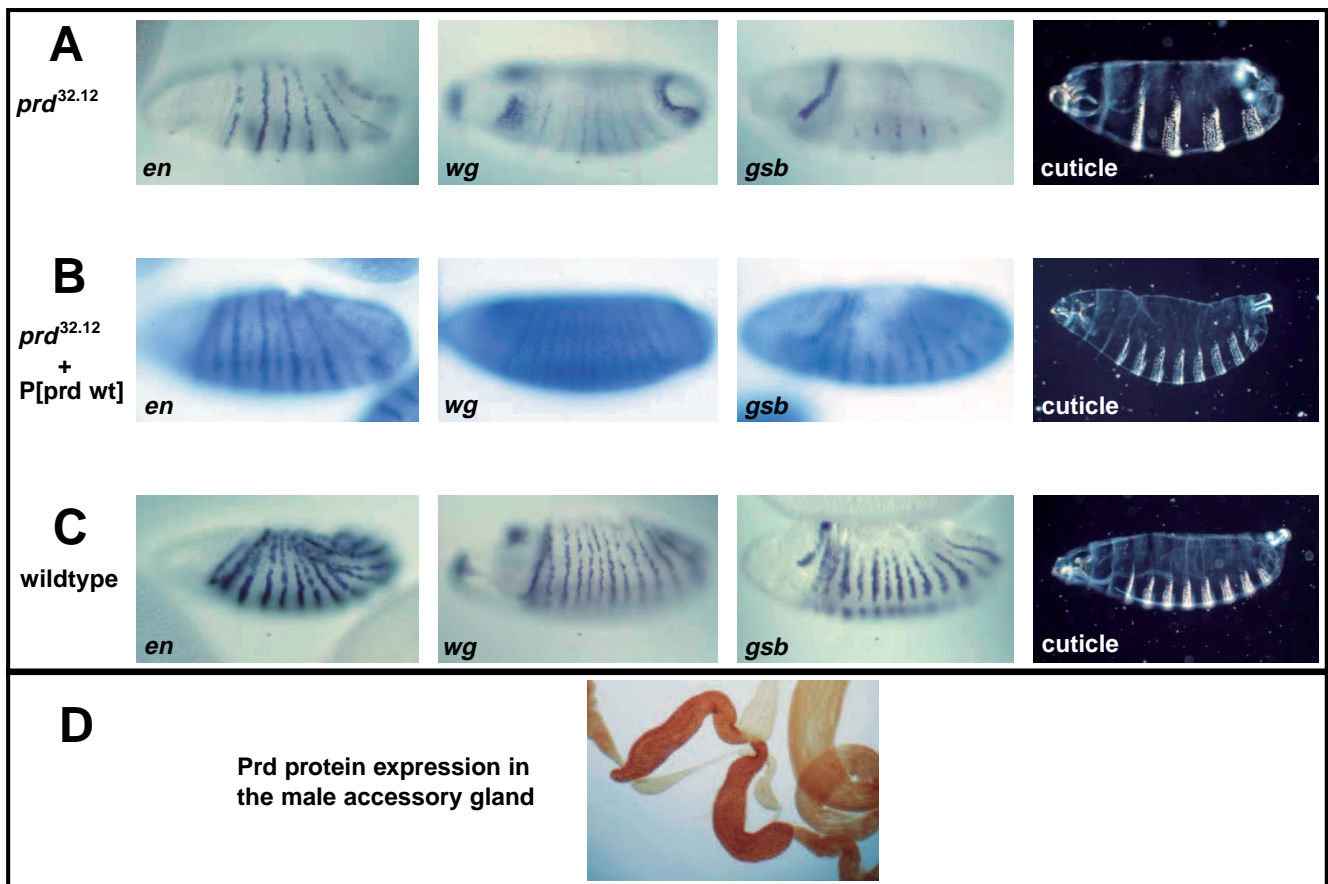 A
prd32.12
en
wg
gsb
cuticle
B
prd32.12
+
P[prd wt]
en
wg
gsb
cuticle
C
wildtype
en
wg
gsb
cuticle
D
Prd protein expression in
the male accessory gland